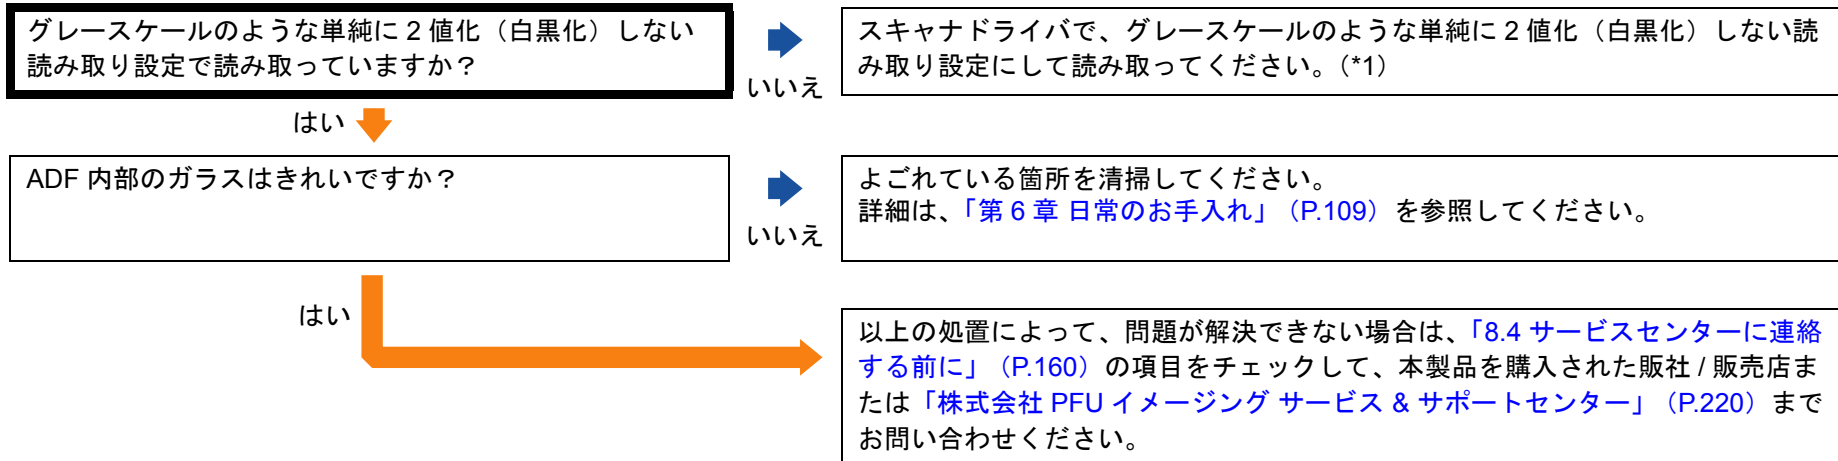 グレースケールのような単純に 2 値化（白黒化）しない
読み取り設定で読み取っていますか？
いいえ
スキャナドライバで、グレースケールのような単純に 2 値化（白黒化）しない読
み取り設定にして読み取ってください。(*1)
はい
ADF 内部のガラスはきれいですか？
いいえ
よごれている箇所を清掃してください。
詳細は、「第 6 章 日常のお手入れ」（P.109）を参照してください。
はい
以上の処置によって、問題が解決できない場合は、「8.4 サービスセンターに連絡
する前に」（P.160）の項目をチェックして、本製品を購入された販社 / 販売店ま
たは「株式会社 PFU イメージング サービス & サポートセンター」（P.220）まで
お問い合わせください。